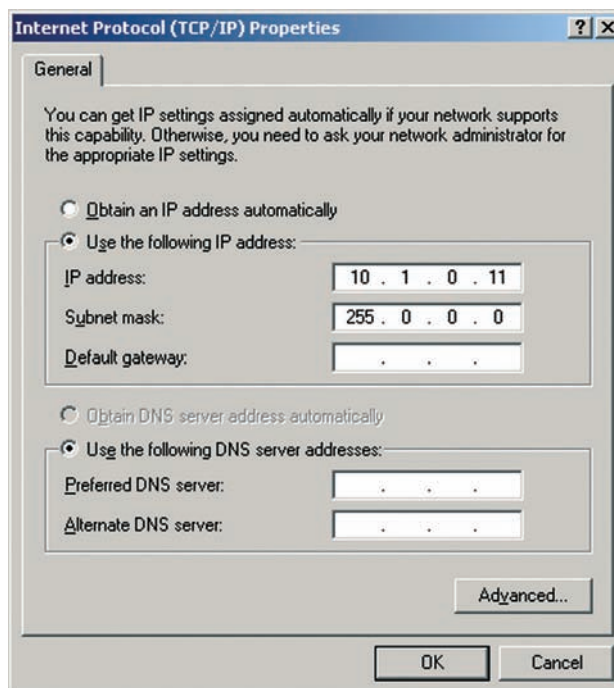 Internet Protocol (TCP/IP) Properties
General
You can get IP settings assigned automatically if your network supports
this capability. Otherwise, you need to ask your network administrator for
the appropriate IP settings.
Obtain an IP address automatically
Use the following IP address:
IP address: 10 . 1 . 0 . 11
Subnet mask: 255 . 0 . 0 . 0
Default gateway: . . .
Obtain DNS server address automatically
Use the following DNS server addresses:
Preferred DNS server: . . .
Alternate DNS server: . . .
Advanced...
OK Cancel